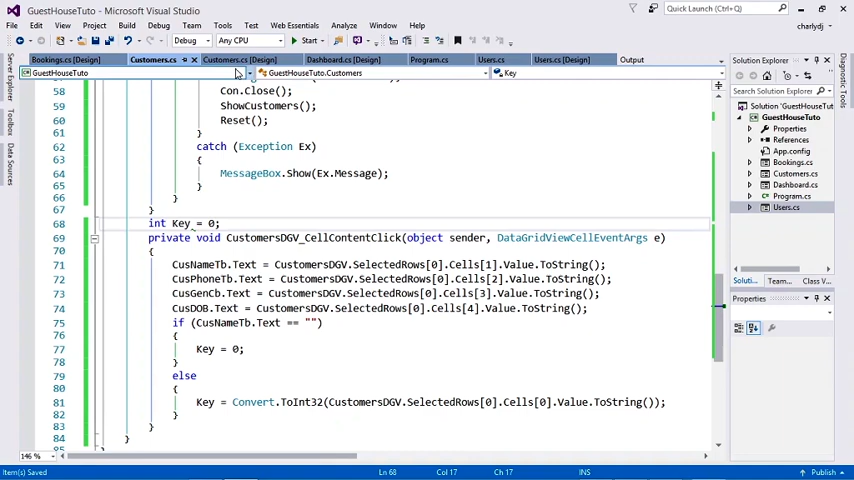 GuestHouseTuto - Microsoft Visual Studio
Quick Launch (Ctrl+Q)
File Edit View Project Build Debug Team Tools Test Web Essentials Analyze Window Help
charlydj
Debug Any CPU Start
Bookings.cs [Design] Customers.cs Customers.cs [Design] Dashboard.cs [Design] Program.cs Users.cs Users.cs [Design] Output
Solution Explorer
GuestHouseTuto GuestHouseTuto.Customers Key
Server Explorer
Toolbox
Data Sources
Diagnostic Tools
Search Solution Explorer
Solution 'GuestHouseTut
GuestHouseTuto
Properties
References
App.config
Bookings.cs
Customers.cs
Dashboard.cs
Program.cs
Users.cs
Soluti... Team... Class V...
Properties
58 Con.Close();
59 ShowCustomers();
60 Reset();
61 }
62 catch (Exception Ex)
63 {
64 MessageBox.Show(Ex.Message);
65 }
66 }
67 }
68 int Key = 0;
69 private void CustomersDGV_CellContentClick(object sender, DataGridViewCellEventArgs e)
70 {
71 CusNameTb.Text = CustomersDGV.SelectedRows[0].Cells[1].Value.ToString();
72 CusPhoneTb.Text = CustomersDGV.SelectedRows[0].Cells[2].Value.ToString();
73 CusGenCb.Text = CustomersDGV.SelectedRows[0].Cells[3].Value.ToString();
74 CusDOB.Text = CustomersDGV.SelectedRows[0].Cells[4].Value.ToString();
75 if (CusNameTb.Text == "")
76 {
77 Key = 0;
78 }
79 else
80 {
81 Key = Convert.ToInt32(CustomersDGV.SelectedRows[0].Cells[0].Value.ToString());
82 }
83 }
84 }
85
146 %
Item(s) Saved Ln 68 Col 17 Ch 17 INS Publish